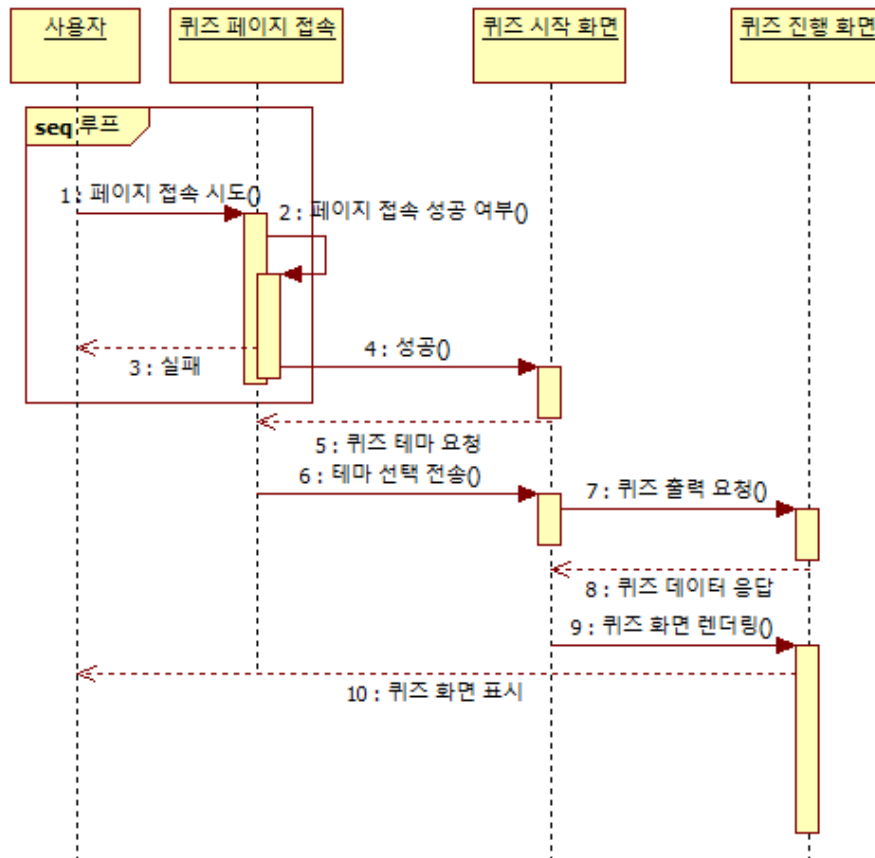 사용자
퀴즈 페이지 접속
퀴즈 시작 화면
퀴즈 진행 화면
seq 루프
1 : 페이지 접속 시도()
2 : 페이지 접속 성공 여부()
3 : 실패
4 : 성공()
5 : 퀴즈 테마 요청
6 : 테마 선택 전송()
7 : 퀴즈 출력 요청()
8 : 퀴즈 데이터 응답
9 : 퀴즈 화면 렌더링()
10 : 퀴즈 화면 표시